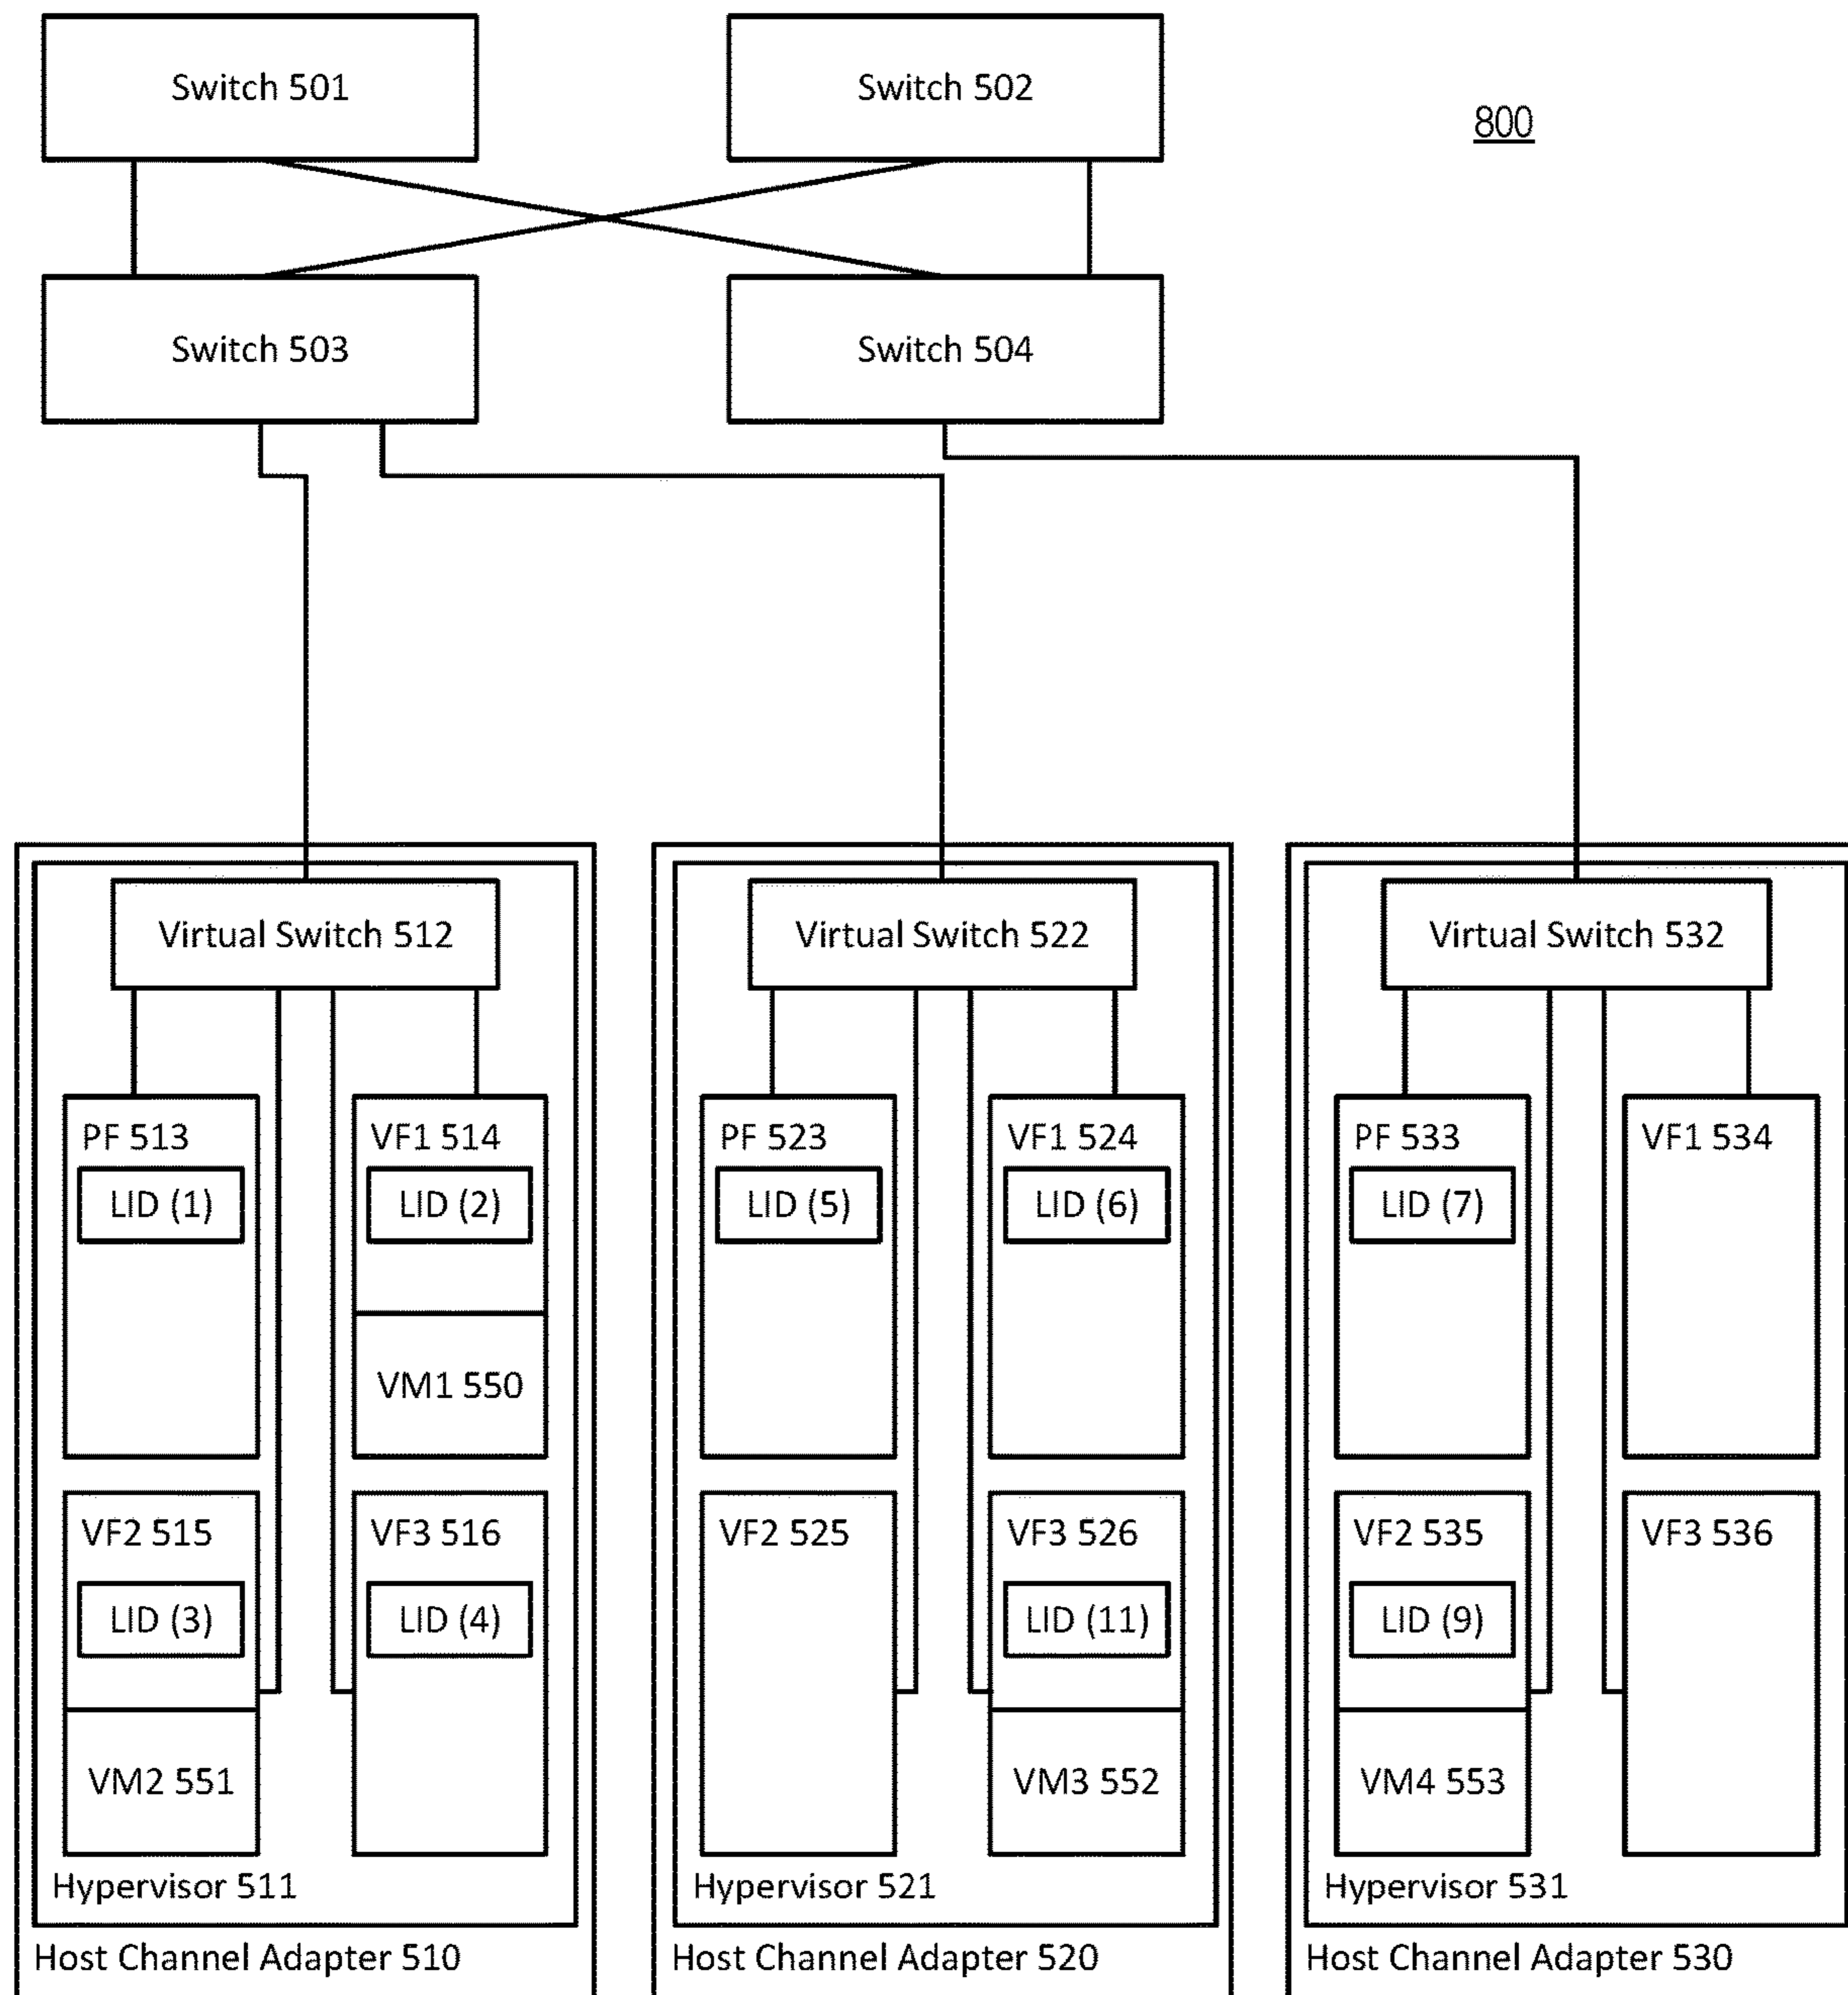 Switch 501
Switch 502
800
Switch 503
Switch 504
Virtual Switch 512
Virtual Switch 522
Virtual Switch 532
PF 513
LID (1)
VF1 514
LID (2)
VM1 550
VF2 515
LID (3)
VM2 551
VF3 516
LID (4)
Hypervisor 511
Host Channel Adapter 510
PF 523
LID (5)
VF1 524
LID (6)
VF2 525
VF3 526
LID (11)
VM3 552
Hypervisor 521
Host Channel Adapter 520
PF 533
LID (7)
VF1 534
VF2 535
LID (9)
VM4 553
VF3 536
Hypervisor 531
Host Channel Adapter 530